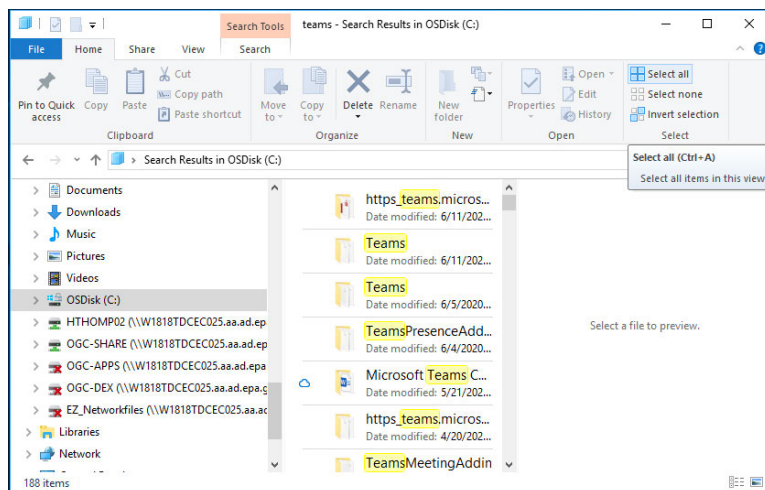 Search Tools
teams - Search Results in OSDisk (C:)
File Home Share View Search
Pin to Quick access
Copy
Paste
Cut
Copy path
Paste shortcut
Move to
Copy to
Delete
Rename
New folder
Properties
Open
Edit
History
Select all
Select none
Invert selection
Clipboard Organize New Open Select
Search Results in OSDisk (C:)
Select all (Ctrl+A)
Select all items in this view
Documents
Downloads
Music
Pictures
Videos
OSDisk (C:)
HTHOMP02 (\\W1818TDCEC025.aa.ad.ep
OGC-SHARE (\\W1818TDCEC025.aa.ad.ep
OGC-APPS (\\W1818TDCEC025.aa.ad.epa
OGC-DEX (\\W1818TDCEC025.aa.ad.epa.g
EZ_Networkfiles (\\W1818TDCEC025.aa.ac
Libraries
Network
https_teams.micros...
Date modified: 6/11/202...
Teams
Date modified: 6/11/202...
Teams
Date modified: 6/5/2020...
TeamsPresenceAdd...
Date modified: 6/4/2020...
Microsoft Teams C...
Date modified: 5/21/202...
https_teams.micros...
Date modified: 4/20/202...
TeamsMeetingAddin
Select a file to preview.
188 items